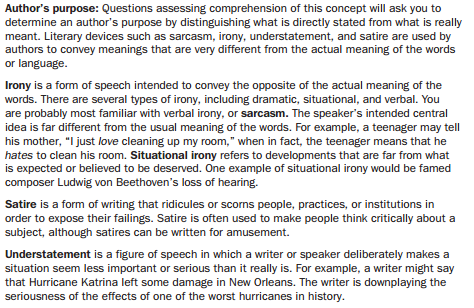 Author's purpose: Questions assessing comprehension of this concept will ask you to
determine an author's purpose by distinguishing what is directly stated from what is really
meant. Literary devices such as sarcasm, irony, understatement, and satire are used by
authors to convey meanings that are very different from the actual meaning of the words
or language.
Irony is a form of speech intended to convey the opposite of the actual meaning of the
words. There are several types of irony, including dramatic, situational, and verbal. You
are probably most familiar with verbal irony, or sarcasm. The speaker's intended central
idea is far different from the usual meaning of the words. For example, a teenager may tell
his mother, "I just love cleaning up my room," when in fact, the teenager means that he
hates to clean his room. Situational irony refers to developments that are far from what
is expected or believed to be deserved. One example of situational irony would be famed
composer Ludwig von Beethoven's loss of hearing.
Satire is a form of writing that ridicules or scorns people, practices, or institutions in
order to expose their failings. Satire is often used to make people think critically about a
subject, although satires can be written for amusement.
Understatement is a figure of speech in which a writer or speaker deliberately makes a
situation seem less important or serious than it really is. For example, a writer might say
that Hurricane Katrina left some damage in New Orleans. The writer is downplaying the
seriousness of the effects of one of the worst hurricanes in history.